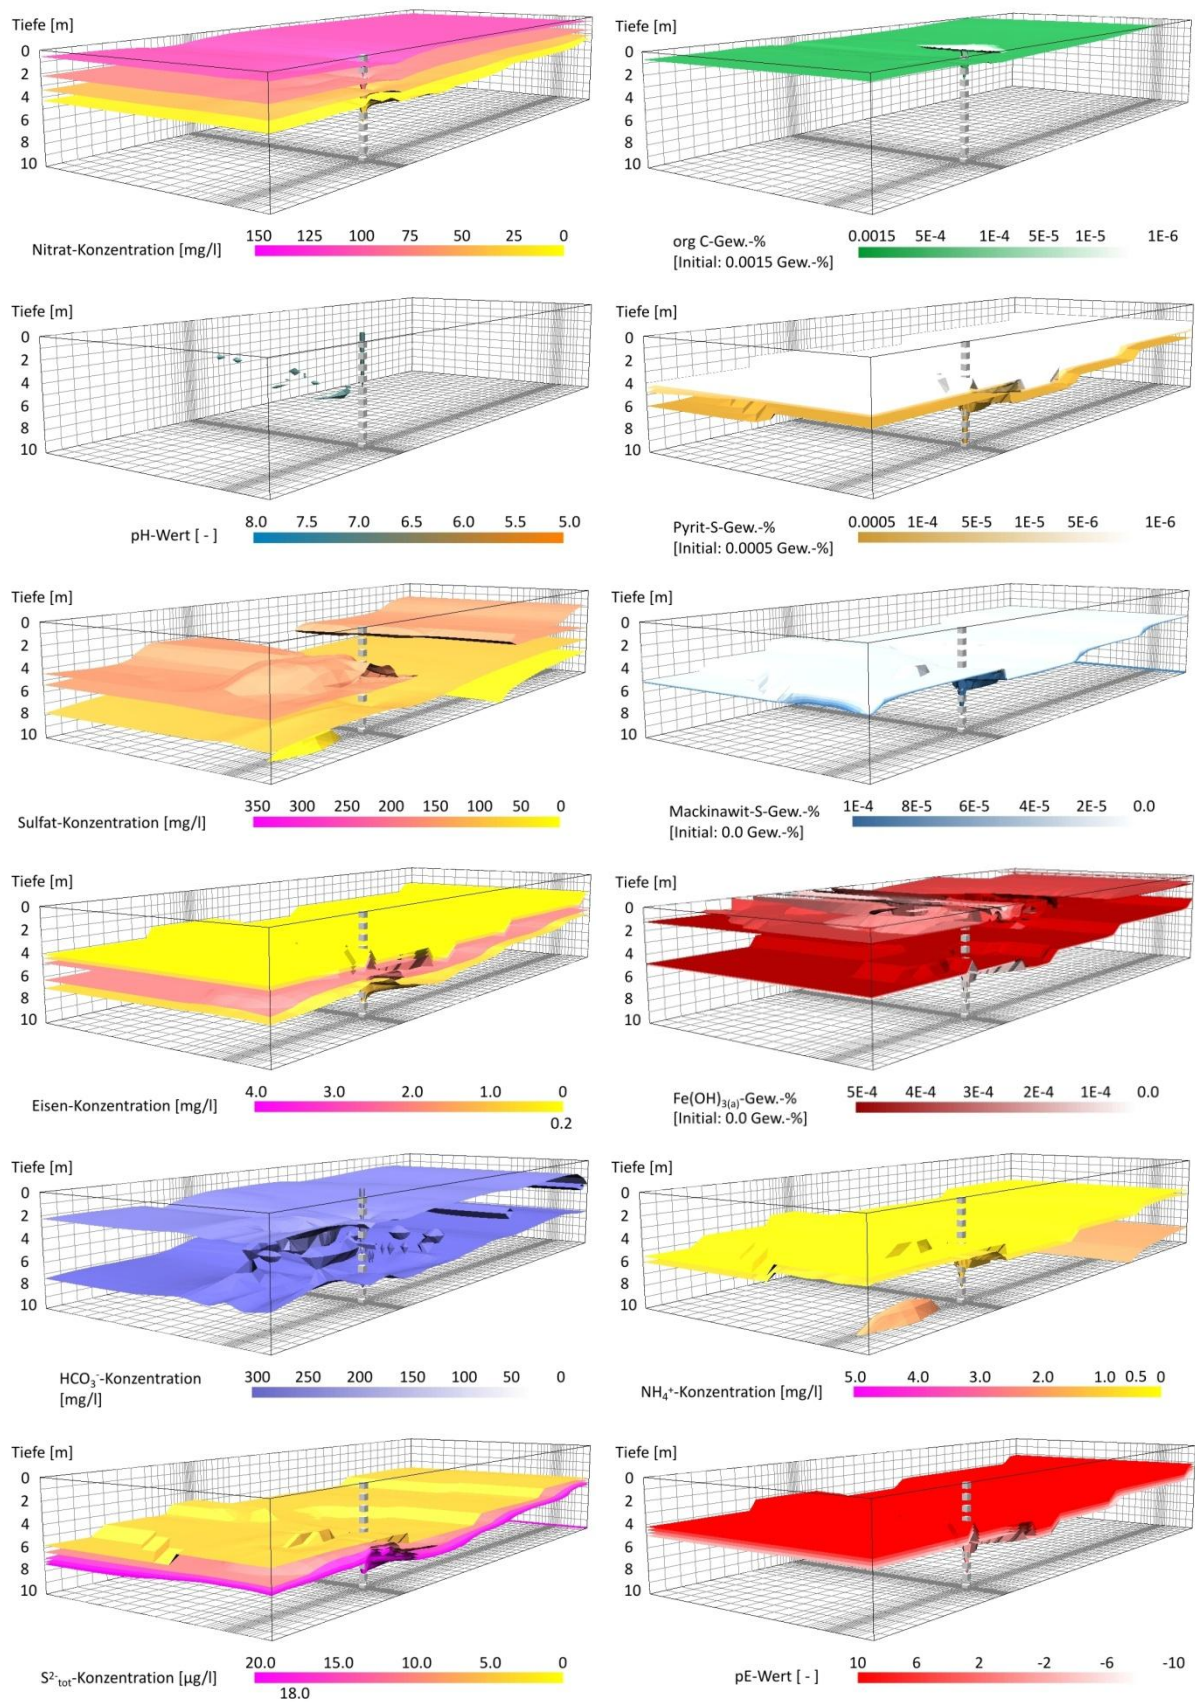 Tiefe [m]
0
2
4
6
8
10
150 125 100 75 50 25 0
Nitrat-Konzentration [mg/l]
Tiefe [m]
0
2
4
6
8
10
0.0015 5E-4 1E-4 5E-5 1E-5 1E-6
org C-Gew.-%
[Initial: 0.0015 Gew.-%]
Tiefe [m]
0
2
4
6
8
10
8.0 7.5 7.0 6.5 6.0 5.5 5.0
pH-Wert [ - ]
Tiefe [m]
0
2
4
6
8
10
0.0005 1E-4 5E-5 1E-5 5E-6 1E-6
Pyrit-S-Gew.-%
[Initial: 0.0005 Gew.-%]
Tiefe [m]
0
2
4
6
8
10
350 300 250 200 150 100 50 0
Sulfat-Konzentration [mg/l]
Tiefe [m]
0
2
4
6
8
10
1E-4 8E-5 6E-5 4E-5 2E-5 0.0
Mackinawit-S-Gew.-%
[Initial: 0.0 Gew.-%]
Tiefe [m]
0
2
4
6
8
10
4.0 3.0 2.0 1.0 0
Eisen-Konzentration [mg/l]
0.2
Tiefe [m]
0
2
4
6
8
10
5E-4 4E-4 3E-4 2E-4 1E-4 0.0
Fe(OH)3(a)-Gew.-%
[Initial: 0.0 Gew.-%]
Tiefe [m]
0
2
4
6
8
10
300 250 200 150 100 50 0
HCO3⁻-Konzentration
[mg/l]
Tiefe [m]
0
2
4
6
8
10
5.0 4.0 3.0 2.0 1.0 0.5 0
NH4⁺-Konzentration [mg/l]
Tiefe [m]
0
2
4
6
8
10
20.0 15.0 10.0 5.0 0
S²⁻tot-Konzentration [µg/l]
18.0
Tiefe [m]
0
2
4
6
8
10
10 6 2 -2 -6 -10
pE-Wert [ - ]